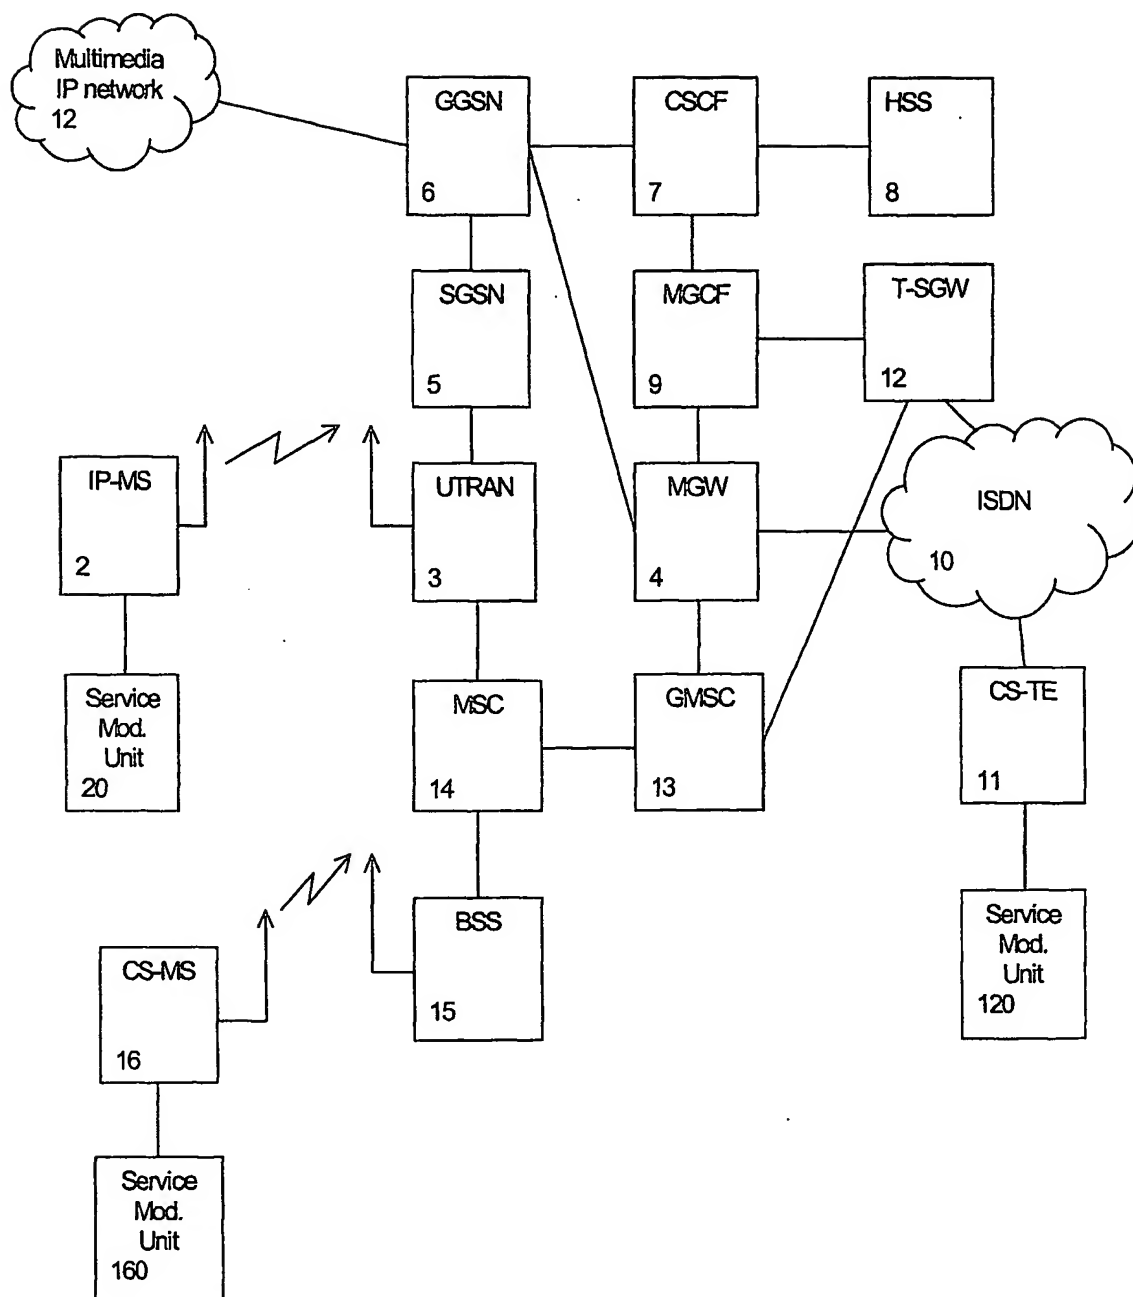 Multimedia
IP network
12
GGSN
6
CSCF
7
HSS
8
SGSN
5
MGCF
9
T-SGW
12
IP-MS
2
UTRAN
3
MGW
4
ISDN
10
Service
Mod.
Unit
20
MSC
14
GMSC
13
CS-TE
11
CS-MS
16
BSS
15
Service
Mod.
Unit
120
Service
Mod.
Unit
160